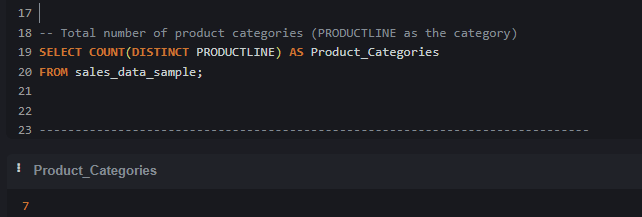 17
18 -- Total number of product categories (PRODUCTLINE as the category)
19 SELECT COUNT(DISTINCT PRODUCTLINE) AS Product_Categories
20 FROM sales_data_sample;
21
22
23 -----------------------------------------------------------------------------
Product_Categories
7